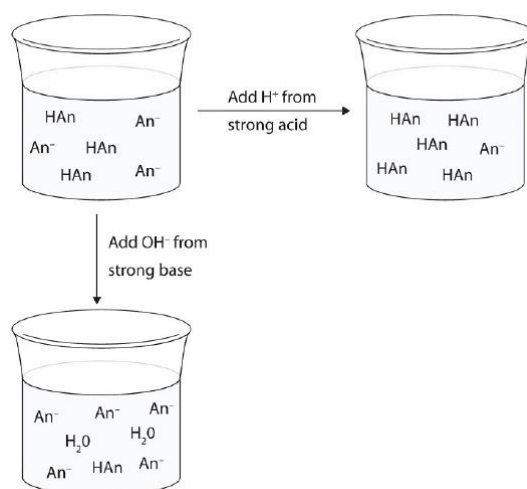 HAn
An⁻
An⁻ HAn
HAn An⁻
Add H⁺ from
strong acid
HAn HAn
HAn An⁻
HAn HAn
Add OH⁻ from
strong base
An⁻ An⁻ An⁻
H₂0 H₂0
An⁻ HAn An⁻